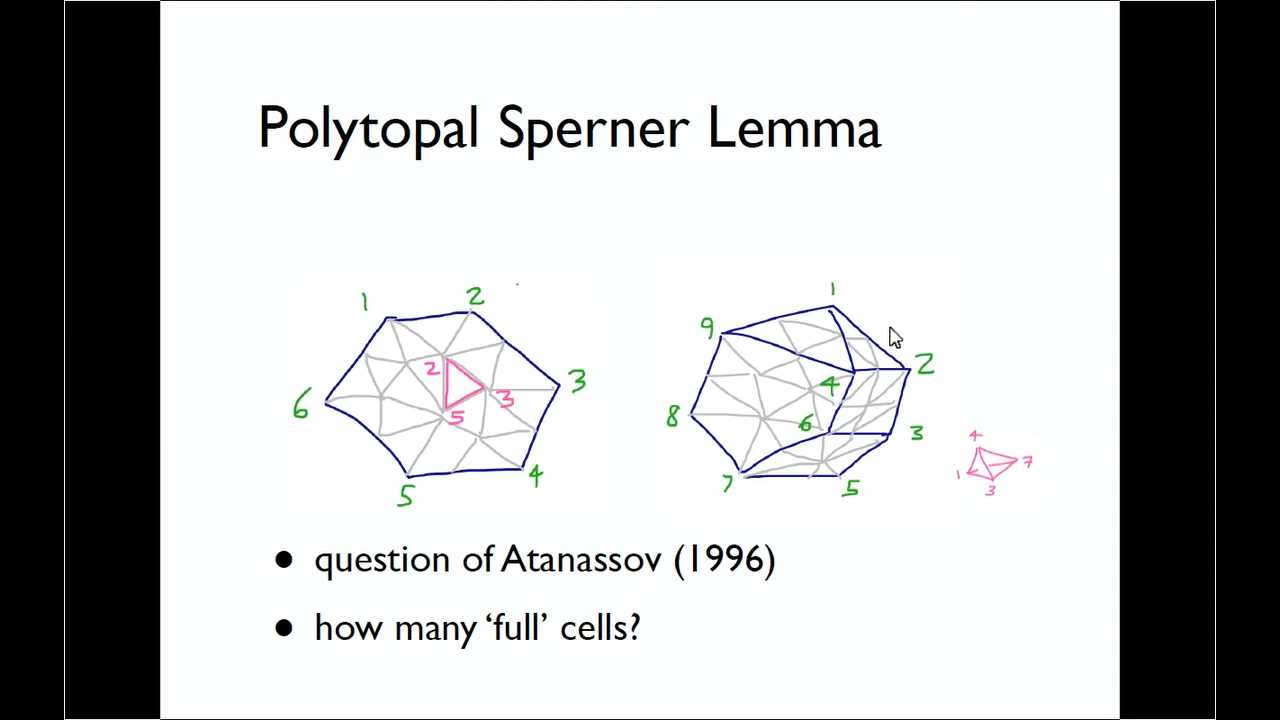 Polytopal Sperner Lemma
1 2
6 2 3 3
5
5 4
1
9 2
4
8 6 3
7 5
4
1 7
3
• question of Atanassov (1996)
• how many ‘full’ cells?